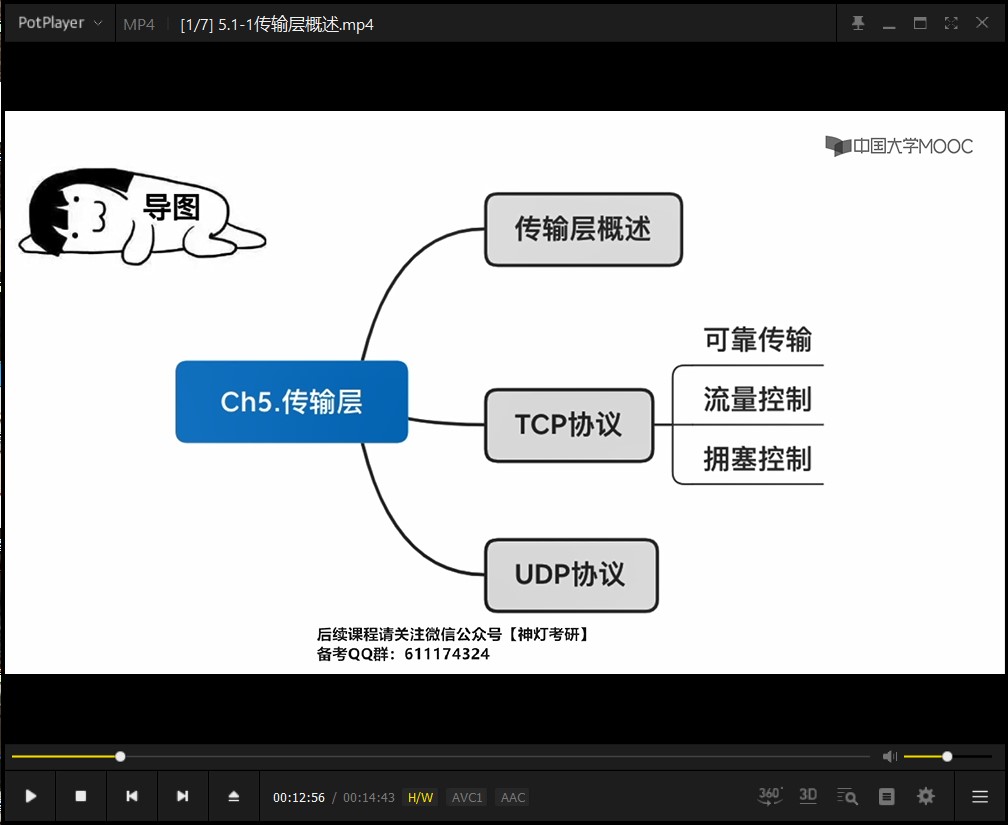 PotPlayer
MP4
[1/7] 5.1-1传输层概述.mp4
中国大学MOOC
导图
传输层概述
可靠传输
Ch5.传输层
流量控制
TCP协议
拥塞控制
UDP协议
后续课程请关注微信公众号【神灯考研】
备考QQ群：611174324
00:12:56 / 00:14:43 H/W AVC1 AAC
360° 3D